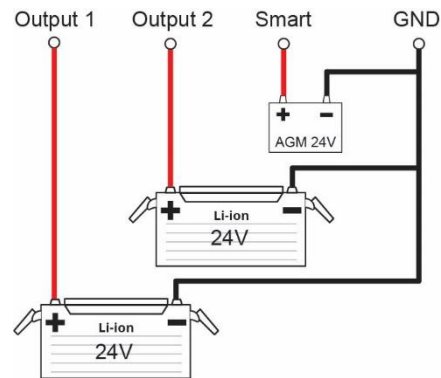 Output 1 Output 2 Smart GND
+ −
AGM 24V
+ Li-ion −
24V
+ Li-ion −
24V